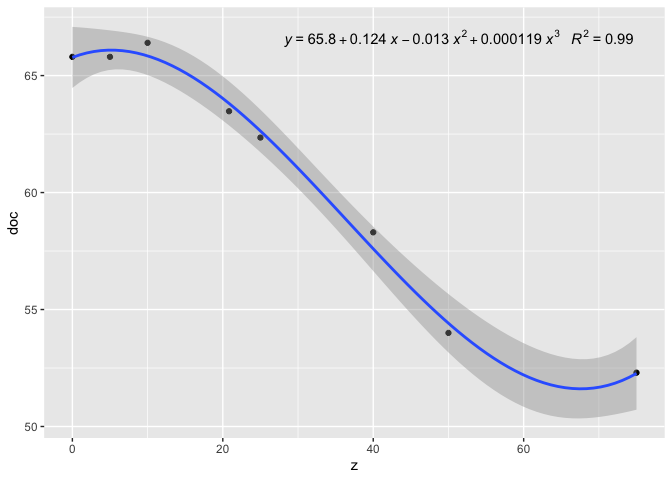 y = 65.8 + 0.124 x − 0.013 x² + 0.000119 x³ R² = 0.99
65
60
55
50
doc
0 20 40 60
z